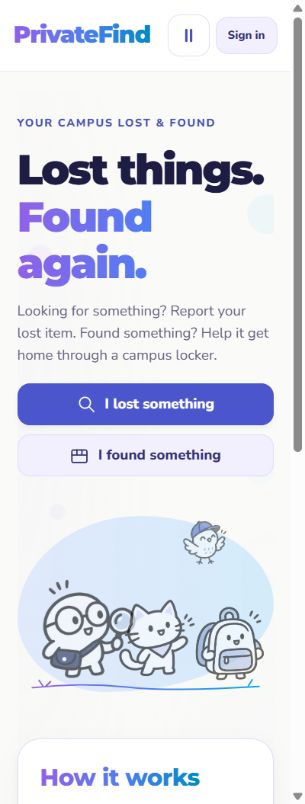 PrivateFind
Sign in
YOUR CAMPUS LOST & FOUND
Lost things.
Found
again.
Looking for something? Report your
lost item. Found something? Help it get
home through a campus locker.
I lost something
I found something
How it works